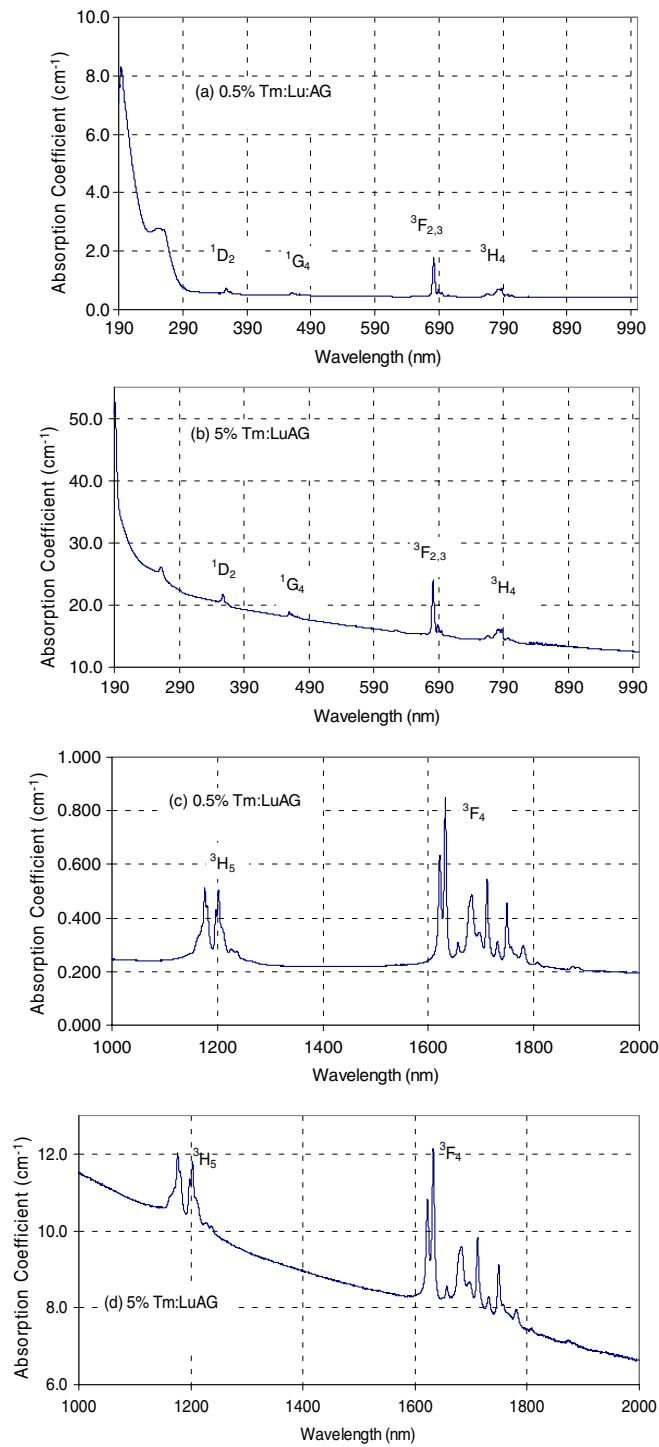 10.0
8.0
6.0
4.0
2.0
0.0
Absorption Coefficient (cm⁻¹)
(a) 0.5% Tm:Lu:AG
¹D₂
¹G₄
³F₂,₃
³H₄
190 290 390 490 590 690 790 890 990
Wavelength (nm)
50.0
40.0
30.0
20.0
10.0
Absorption Coefficient (cm⁻¹)
(b) 5% Tm:LuAG
¹D₂
¹G₄
³F₂,₃
³H₄
190 290 390 490 590 690 790 890 990
Wavelength (nm)
1.000
0.800
0.600
0.400
0.200
0.000
Absorption Coefficient (cm⁻¹)
(c) 0.5% Tm:LuAG
³H₅
³F₄
1000 1200 1400 1600 1800 2000
Wavelength (nm)
12.0
10.0
8.0
6.0
Absorption Coefficient (cm⁻¹)
³H₅
³F₄
(d) 5% Tm:LuAG
1000 1200 1400 1600 1800 2000
Wavelength (nm)